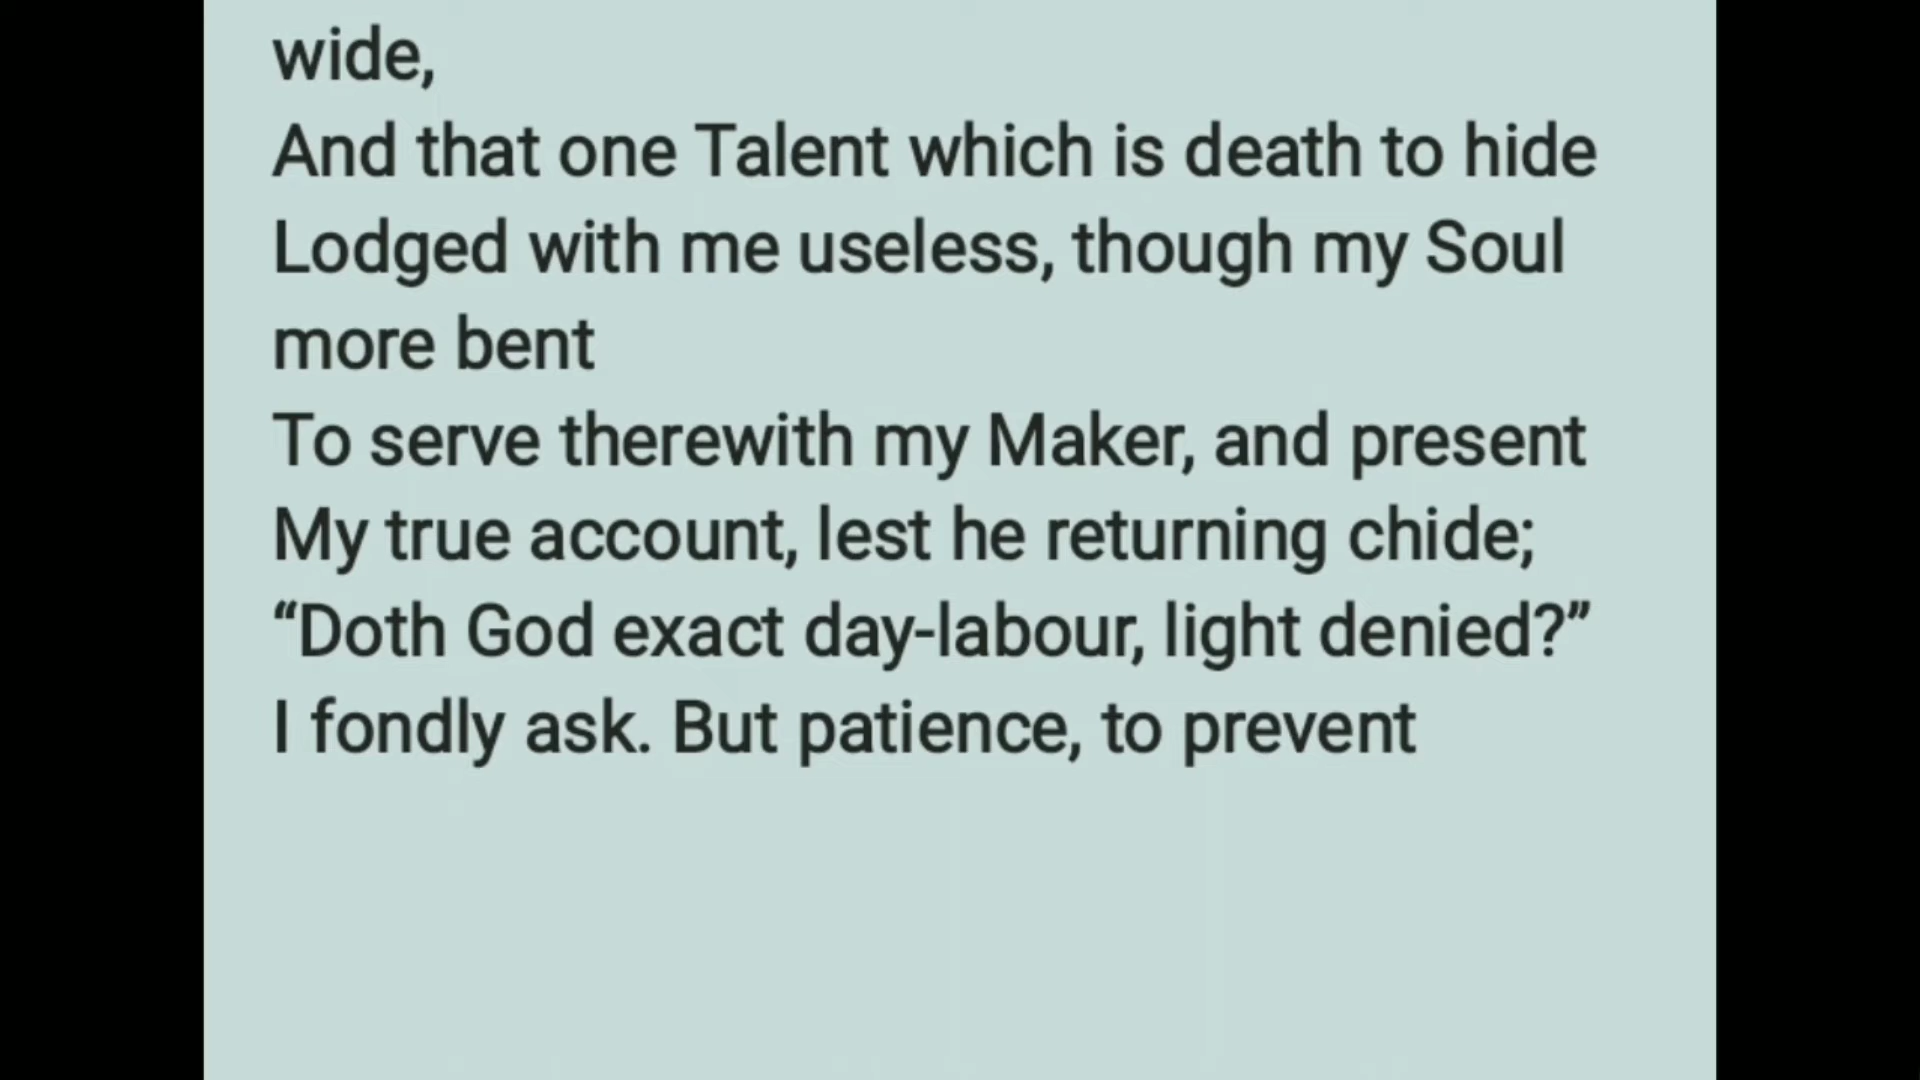 wide,
And that one Talent which is death to hide
Lodged with me useless, though my Soul
more bent
To serve therewith my Maker, and present
My true account, lest he returning chide;
“Doth God exact day-labour, light denied?”
I fondly ask. But patience, to prevent